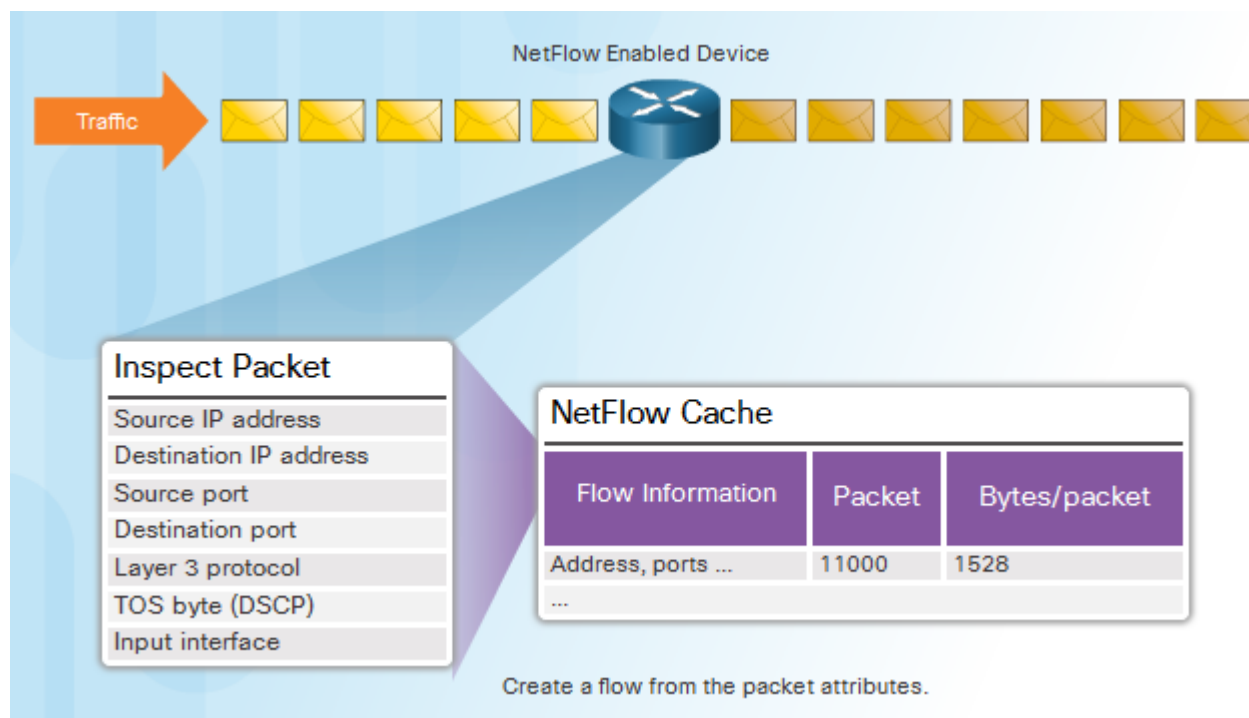 NetFlow Enabled Device
Traffic
Inspect Packet
Source IP address
Destination IP address
Source port
Destination port
Layer 3 protocol
TOS byte (DSCP)
Input interface
NetFlow Cache
Flow Information Packet Bytes/packet
Address, ports ... 11000 1528
...
Create a flow from the packet attributes.